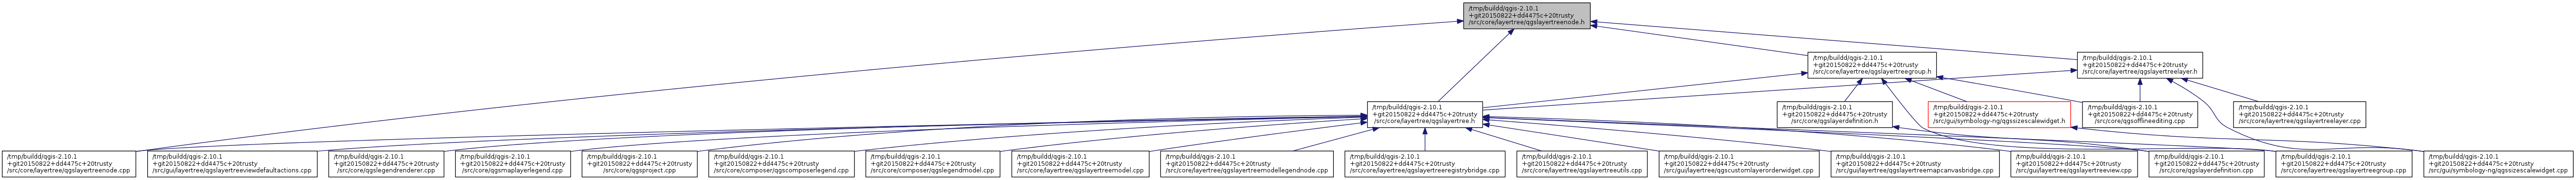 /tmp/buildd/qgis-2.10.1
+git20150822+dd4475c+20trusty
/src/core/layertree/qgslayertreenode.h
/tmp/buildd/qgis-2.10.1
+git20150822+dd4475c+20trusty
/src/core/layertree/qgslayertreegroup.h
/tmp/buildd/qgis-2.10.1
+git20150822+dd4475c+20trusty
/src/core/layertree/qgslayertreelayer.h
/tmp/buildd/qgis-2.10.1
+git20150822+dd4475c+20trusty
/src/core/layertree/qgslayertree.h
/tmp/buildd/qgis-2.10.1
+git20150822+dd4475c+20trusty
/src/core/qgslayerdefinition.h
/tmp/buildd/qgis-2.10.1
+git20150822+dd4475c+20trusty
/src/gui/symbology-ng/qgssizescalewidget.h
/tmp/buildd/qgis-2.10.1
+git20150822+dd4475c+20trusty
/src/core/qgsofflineediting.cpp
/tmp/buildd/qgis-2.10.1
+git20150822+dd4475c+20trusty
/src/core/layertree/qgslayertreelayer.cpp
/tmp/buildd/qgis-2.10.1
+git20150822+dd4475c+20trusty
/src/core/layertree/qgslayertreenode.cpp
/tmp/buildd/qgis-2.10.1
+git20150822+dd4475c+20trusty
/src/gui/layertree/qgslayertreeviewdefaultactions.cpp
/tmp/buildd/qgis-2.10.1
+git20150822+dd4475c+20trusty
/src/core/qgslegendrenderer.cpp
/tmp/buildd/qgis-2.10.1
+git20150822+dd4475c+20trusty
/src/core/qgsmaplayerlegend.cpp
/tmp/buildd/qgis-2.10.1
+git20150822+dd4475c+20trusty
/src/core/qgsproject.cpp
/tmp/buildd/qgis-2.10.1
+git20150822+dd4475c+20trusty
/src/core/composer/qgscomposerlegend.cpp
/tmp/buildd/qgis-2.10.1
+git20150822+dd4475c+20trusty
/src/core/composer/qgslegendmodel.cpp
/tmp/buildd/qgis-2.10.1
+git20150822+dd4475c+20trusty
/src/core/layertree/qgslayertreemodel.cpp
/tmp/buildd/qgis-2.10.1
+git20150822+dd4475c+20trusty
/src/core/layertree/qgslayertreemodellegendnode.cpp
/tmp/buildd/qgis-2.10.1
+git20150822+dd4475c+20trusty
/src/core/layertree/qgslayertreeregistrybridge.cpp
/tmp/buildd/qgis-2.10.1
+git20150822+dd4475c+20trusty
/src/core/layertree/qgslayertreeutils.cpp
/tmp/buildd/qgis-2.10.1
+git20150822+dd4475c+20trusty
/src/gui/layertree/qgscustomlayerorderwidget.cpp
/tmp/buildd/qgis-2.10.1
+git20150822+dd4475c+20trusty
/src/gui/layertree/qgslayertreemapcanvasbridge.cpp
/tmp/buildd/qgis-2.10.1
+git20150822+dd4475c+20trusty
/src/gui/layertree/qgslayertreeview.cpp
/tmp/buildd/qgis-2.10.1
+git20150822+dd4475c+20trusty
/src/core/qgslayerdefinition.cpp
/tmp/buildd/qgis-2.10.1
+git20150822+dd4475c+20trusty
/src/core/layertree/qgslayertreegroup.cpp
/tmp/buildd/qgis-2.10.1
+git20150822+dd4475c+20trusty
/src/gui/symbology-ng/qgssizescalewidget.cpp